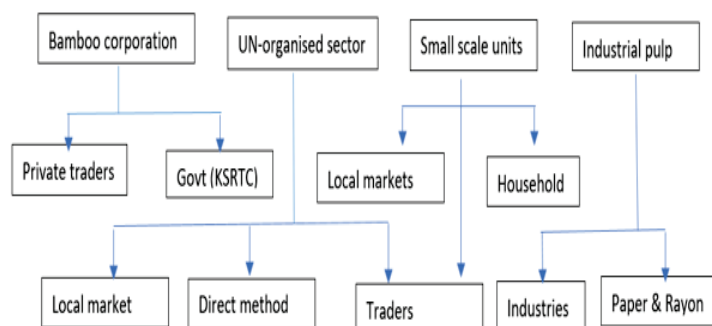 Bamboo corporation
UN-organised sector
Small scale units
Industrial pulp
Private traders
Govt (KSRTC)
Local markets
Household
Local market
Direct method
Traders
Industries
Paper & Rayon